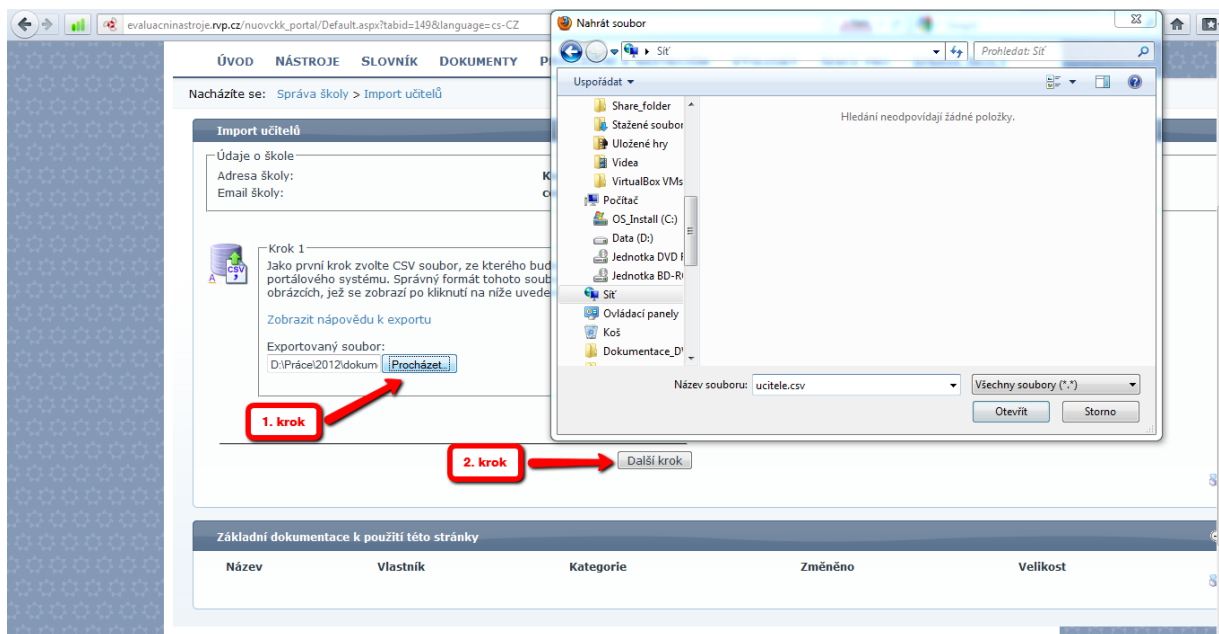 evaluacninastroje.rvp.cz/nuovckk_portal/Default.aspx?tabid=149&language=cs-CZ
ÚVOD NÁSTROJE SLOVNÍK DOKUMENTY
Nacházíte se: Správa školy > Import učitelů
Import učitelů
Údaje o škole
Adresa školy:
Email školy:
Krok 1
Jako první krok zvolte CSV soubor, ze kterého
portálového systému. Správný formát tohoto
obrázcích, jež se zobrazí po kliknutí na níže
Zobrazit nápovědu k exportu
Exportovaný soubor:
D:\Práce\2012\dokum Procházet...
CSV
A
1. krok
2. krok
Další krok
Základní dokumentace k použití této stránky
Název Vlastník Kategorie Změněno Velikost
Nahrát soubor
Síť
Prohledat: Síť
Uspořádat
Share_folder
Stažené soubor
Uložené hry
Videa
VirtualBox VMs
Počítač
OS_Install (C:)
Data (D:)
Jednotka DVD
Jednotka BD-R
Síť
Ovládací panely
Koš
Dokumentace_D
Hledání neodpovídají žádné položky.
Název souboru: ucitele.csv Všechny soubory (*.*)
Otevřít Storno